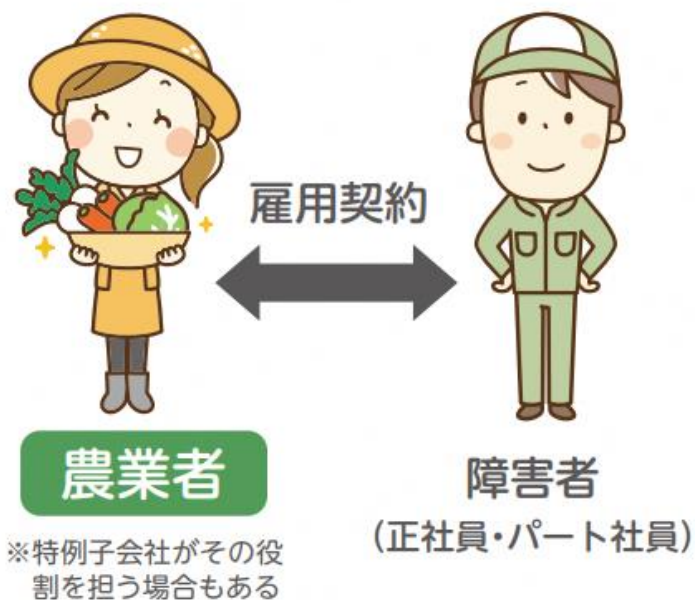 雇用契約
農業者
※特例子会社がその役
割を担う場合もある
障害者
（正社員・パート社員）